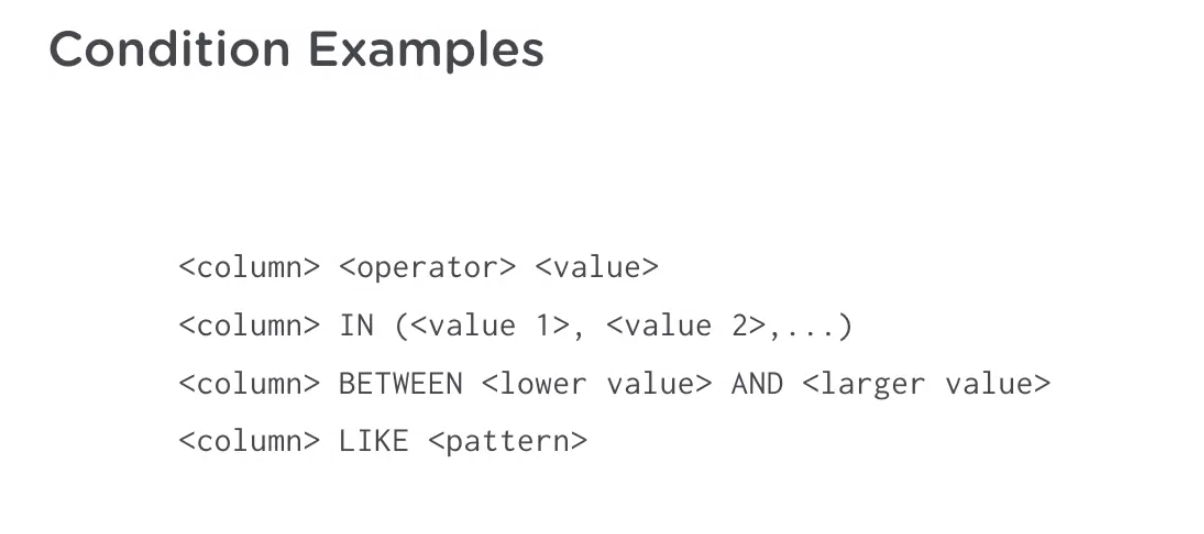 Condition Examples
<column> <operator> <value>
<column> IN (<value 1>, <value 2>,...)
<column> BETWEEN <lower value> AND <larger value>
<column> LIKE <pattern>